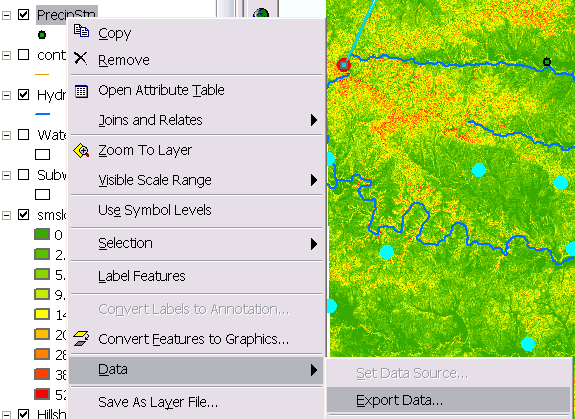 PrecipStn
cont
Hydr
Wate
Subw
smslo
0
2.
5.
9.
14
20
28
38
52
Hillsh
Copy
Remove
Open Attribute Table
Joins and Relates
Zoom To Layer
Visible Scale Range
Use Symbol Levels
Selection
Label Features
Convert Labels to Annotation...
Convert Features to Graphics...
Data
Save As Layer File...
Set Data Source...
Export Data...